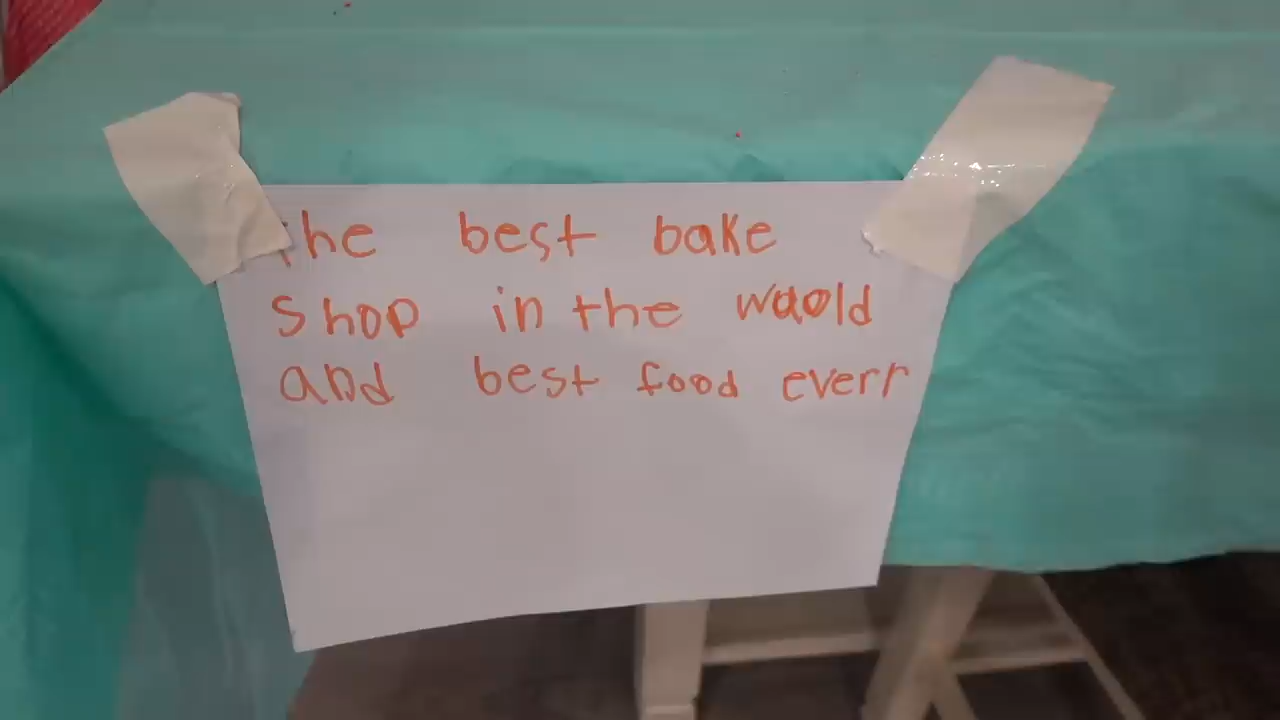 the best bake
shop in the waold
and best food everr